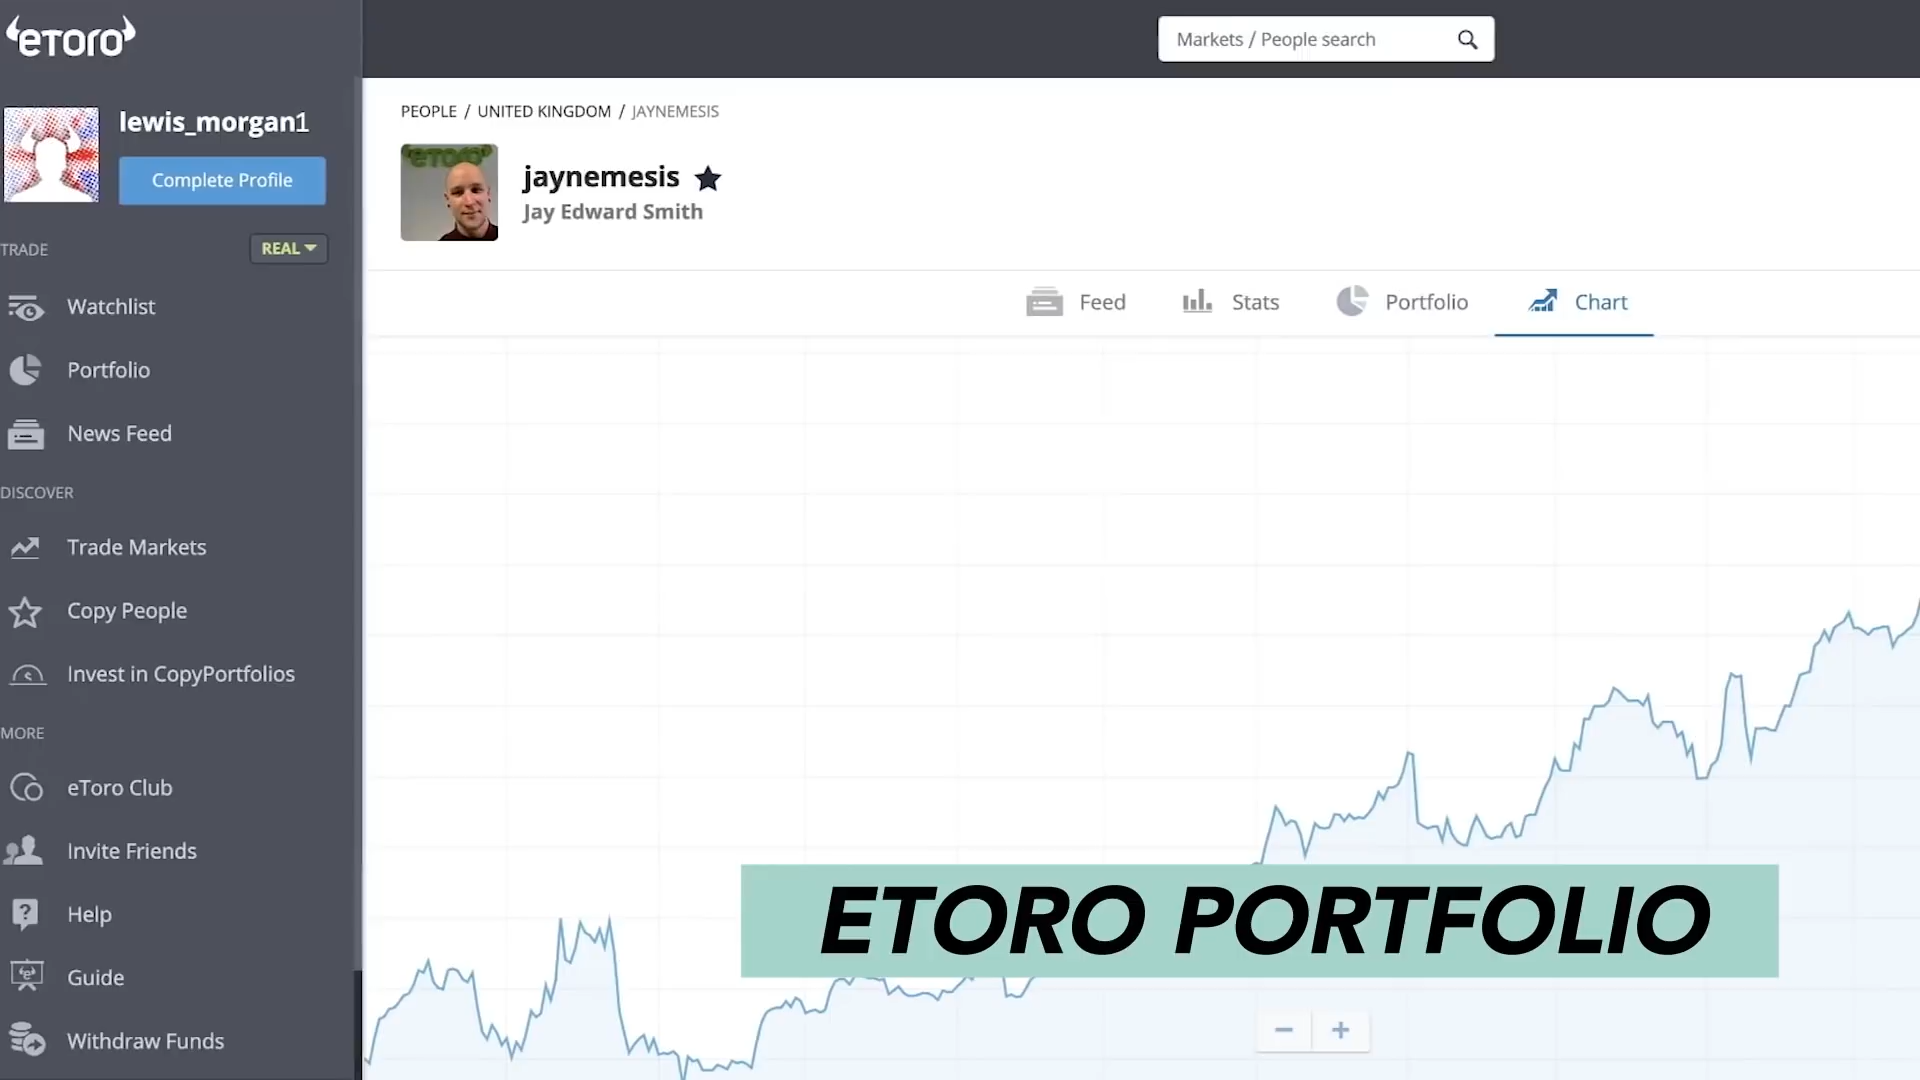 eToro
Markets / People search
lewis_morgan1
Complete Profile
TRADE
REAL
Watchlist
Portfolio
News Feed
DISCOVER
Trade Markets
Copy People
Invest in CopyPortfolios
MORE
eToro Club
Invite Friends
Help
Guide
Withdraw Funds
PEOPLE / UNITED KINGDOM / JAYNEMESIS
eToro
jaynemesis
Jay Edward Smith
Feed
Stats
Portfolio
Chart
ETORO PORTFOLIO
− +